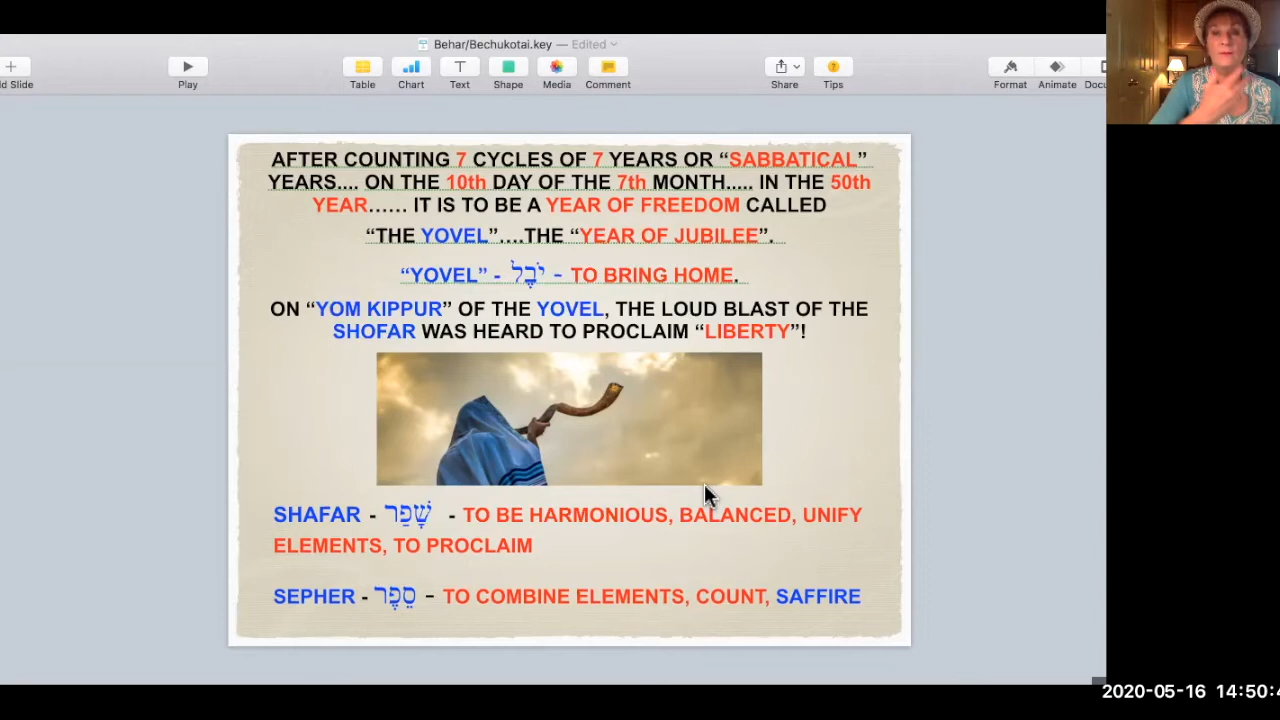 Behar/Bechukotai.key — Edited
d Slide
Play
Table
Chart
Text
Shape
Media
Comment
Share
Tips
Format
Animate
Docu
AFTER COUNTING 7 CYCLES OF 7 YEARS OR “SABBATICAL”
YEARS.... ON THE 10th DAY OF THE 7th MONTH..... IN THE 50th
YEAR…… IT IS TO BE A YEAR OF FREEDOM CALLED
“THE YOVEL”….THE “YEAR OF JUBILEE”.
“YOVEL” - יֹבֵל – TO BRING HOME.
ON “YOM KIPPUR” OF THE YOVEL, THE LOUD BLAST OF THE
SHOFAR WAS HEARD TO PROCLAIM “LIBERTY”!
SHAFAR - שָׁפַר - TO BE HARMONIOUS, BALANCED, UNIFY
ELEMENTS, TO PROCLAIM
SEPHER - סֵפֶר – TO COMBINE ELEMENTS, COUNT, SAFFIRE
2020-05-16 14:50:4